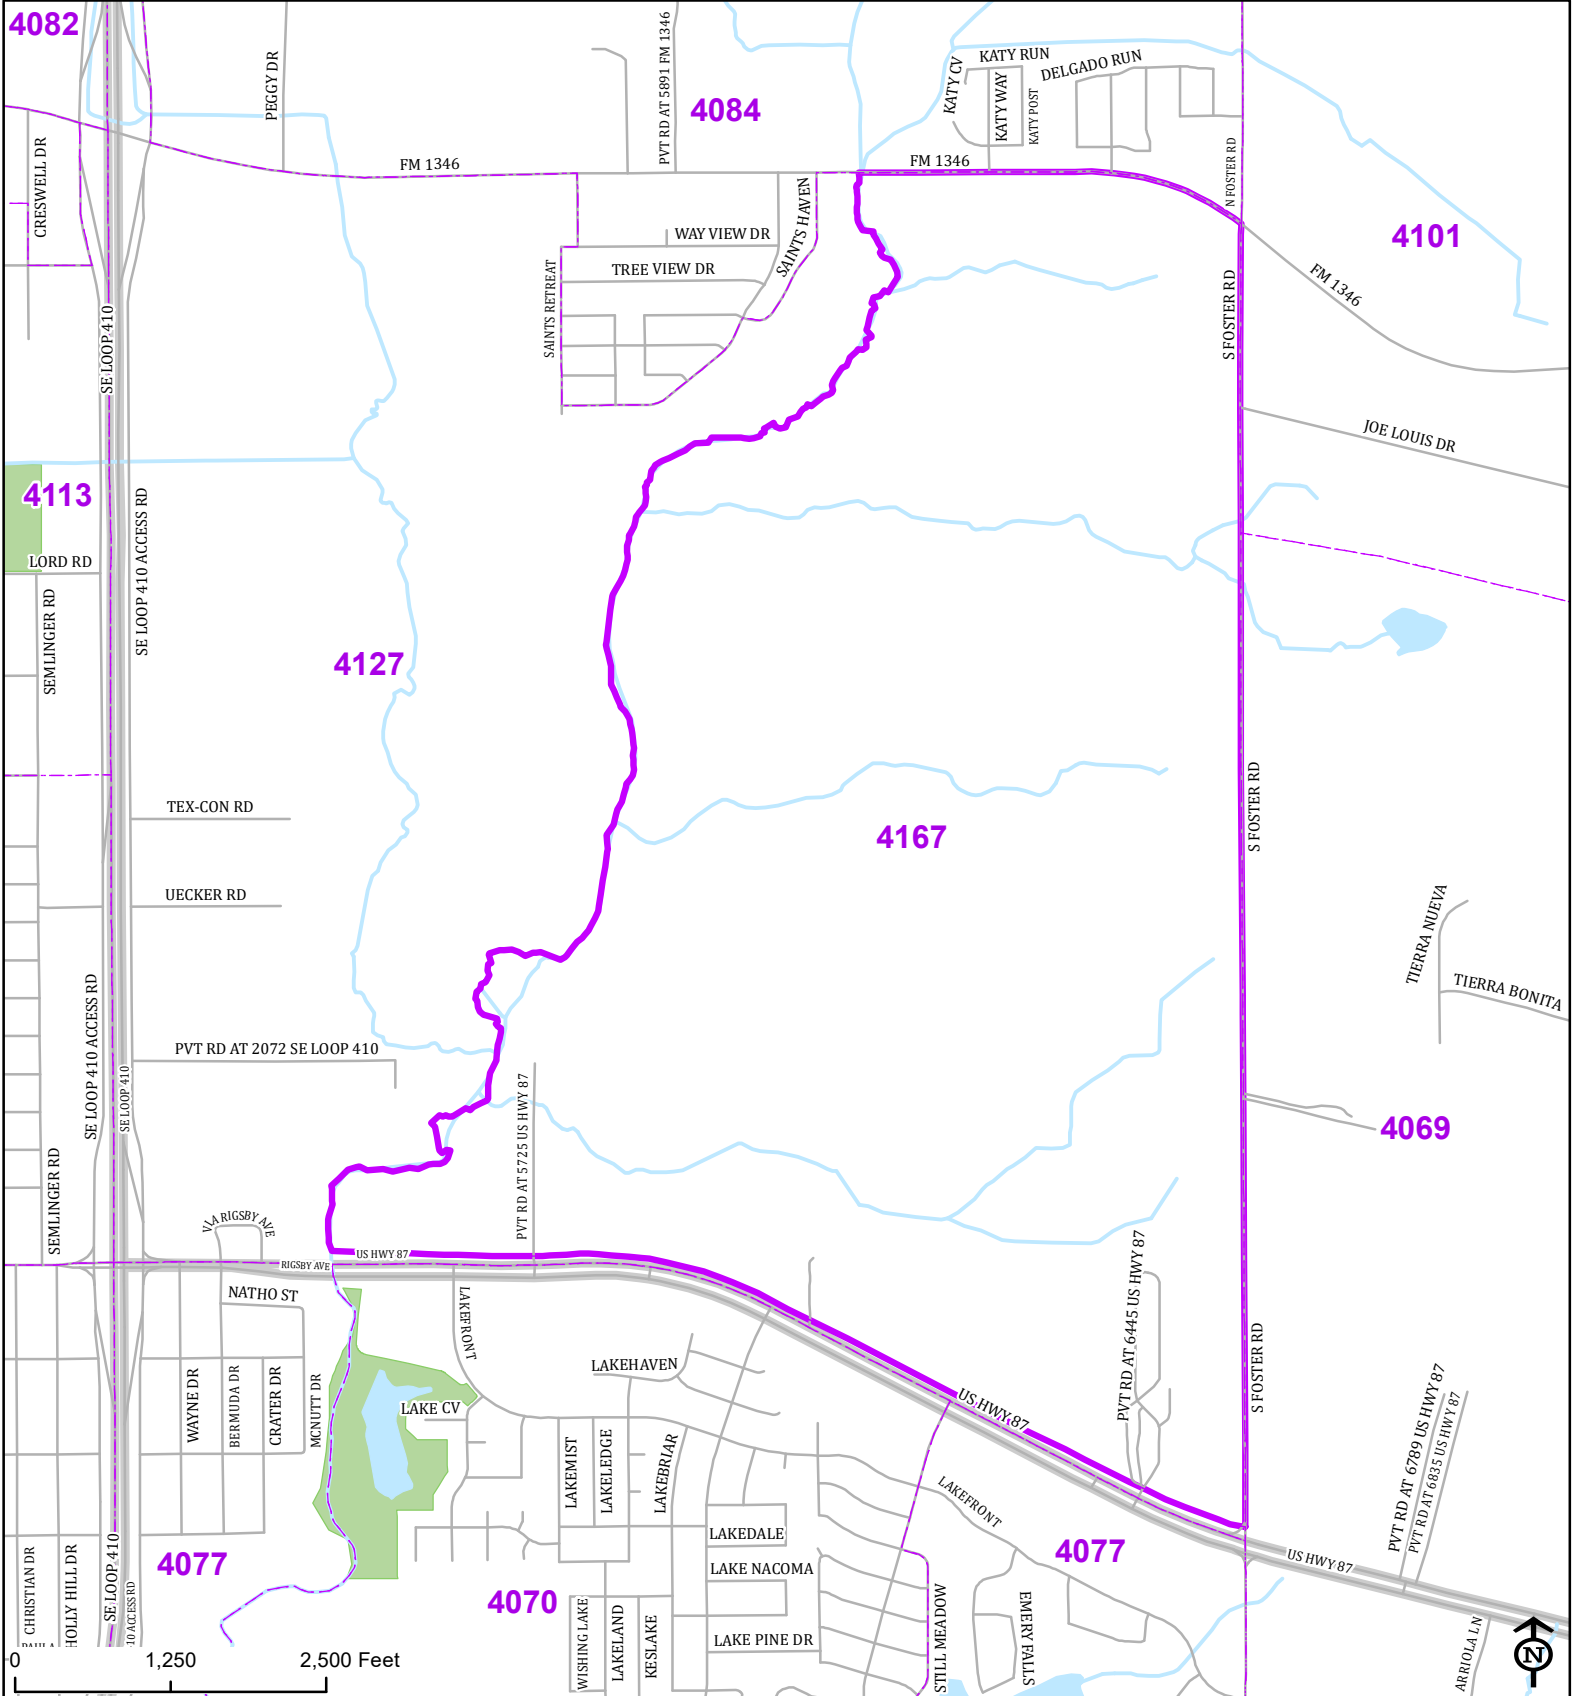 4082
PEGGY DR
PVT RD AT 5891 FM 1346
4084
KATY CV
KATY RUN
DELGADO RUN
KATY WAY
KATY POST
CRESWELL DR
FM 1346
FM 1346
N FOSTER RD
4101
WAY VIEW DR
SAINTS HAVEN
TREE VIEW DR
SAINTS RETREAT
FM 1346
S FOSTER RD
SE LOOP 410
JOE LOUIS DR
4113
SE LOOP 410 ACCESS RD
LORD RD
SEMLINGER RD
4127
TEX-CON RD
4167
S FOSTER RD
UECKER RD
TIERRA NUEVA
TIERRA BONITA
SE LOOP 410 ACCESS RD
PVT RD AT 2072 SE LOOP 410
SE LOOP 410
PVT RD AT 5725 US HWY 87
4069
SEMLINGER RD
VLA RIGSBY AVE
US HWY 87
RIGSBY AVE
PVT RD AT 6445 US HWY 87
NATHO ST
LAKEFRONT
LAKEHAVEN
S FOSTER RD
WAYNE DR
BERMUDA DR
CRATER DR
MCNUTT DR
LAKE CV
US HWY 87
PVT RD AT 6789 US HWY 87
PVT RD AT 6835 US HWY 87
LAKEMIST
LAKELEDGE
LAKEBRIAR
LAKEFRONT
LAKEDALE
4077
4077
US HWY 87
LAKE NACOMA
CHRISTIAN DR
HOLLY HILL DR
SE LOOP 410
10 ACCESS RD
4070
WISHING LAKE
LAKELAND
KESLAKE
LAKE PINE DR
STILL MEADOW
EMERY FALLS
ARRIOLA LN
N
0 1,250 2,500 Feet